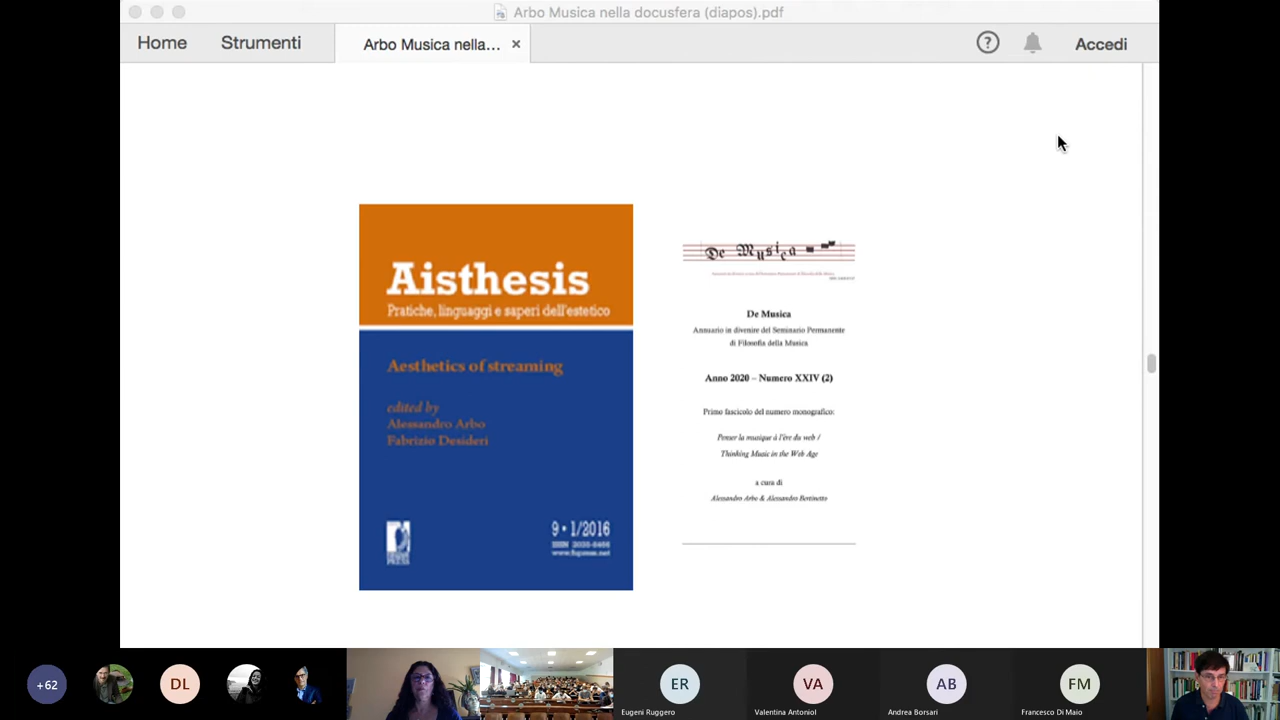 Arbo Musica nella docusfera (diapos).pdf
Home
Strumenti
Arbo Musica nella...
Accedi
Aisthesis
Pratiche, linguaggi e saperi dell'estetico
Aesthetics of streaming
edited by
Alessandro Arbo
Fabrizio Desideri
9 • 1/2016
PRESS
De Musica
De Musica
Annuario in divenire del Seminario Permanente
di Filosofia della Musica
Anno 2020 – Numero XXIV (2)
Primo fascicolo del numero monografico:
Penser la musique à l'ère du web /
Thinking Music in the Web Age
a cura di
Alessandro Arbo & Alessandro Bertinetto
+62
DL
ER
Eugeni Ruggero
VA
Valentina Antoniol
AB
Andrea Borsari
FM
Francesco Di Maio